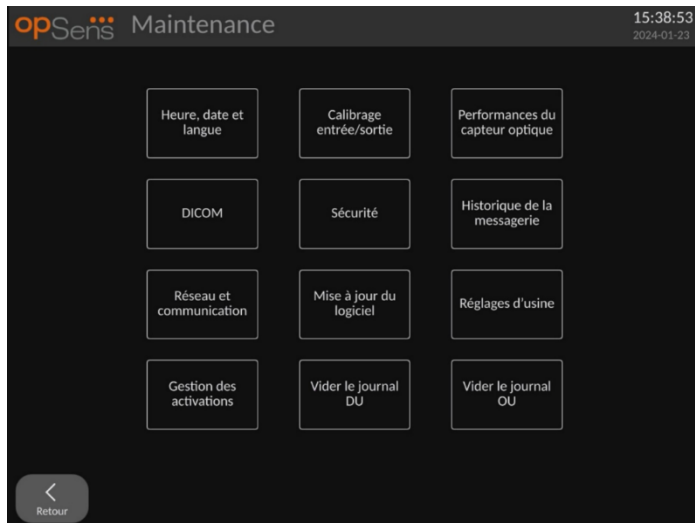 opSens Maintenance 15:38:53
2024-01-23
Heure, date et
langue
Calibrage
entrée/sortie
Performances du
capteur optique
DICOM
Sécurité
Historique de la
messagerie
Réseau et
communication
Mise à jour du
logiciel
Réglages d'usine
Gestion des
activations
Vider le journal
DU
Vider le journal
OU
Retour